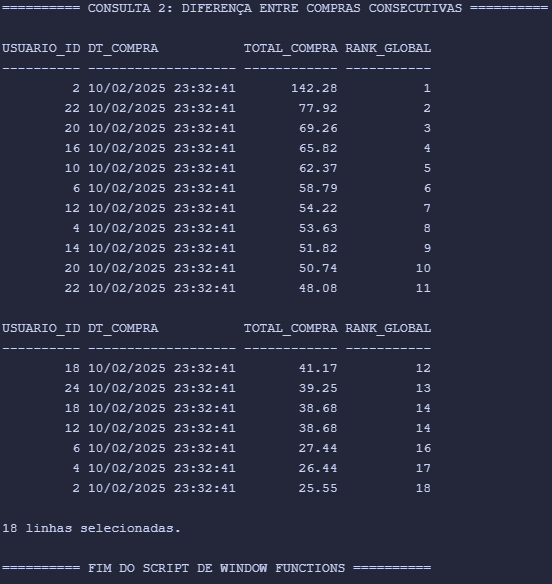 ========== CONSULTA 2: DIFERENÇA ENTRE COMPRAS CONSECUTIVAS ==========
USUARIO_ID DT_COMPRA           TOTAL_COMPRA RANK_GLOBAL
---------- ------------------- ------------ -----------
         2 10/02/2025 23:32:41       142.28           1
        22 10/02/2025 23:32:41        77.92           2
        20 10/02/2025 23:32:41        69.26           3
        16 10/02/2025 23:32:41        65.82           4
        10 10/02/2025 23:32:41        62.37           5
         6 10/02/2025 23:32:41        58.79           6
        12 10/02/2025 23:32:41        54.22           7
         4 10/02/2025 23:32:41        53.63           8
        14 10/02/2025 23:32:41        51.82           9
        20 10/02/2025 23:32:41        50.74          10
        22 10/02/2025 23:32:41        48.08          11
USUARIO_ID DT_COMPRA           TOTAL_COMPRA RANK_GLOBAL
---------- ------------------- ------------ -----------
        18 10/02/2025 23:32:41        41.17          12
        24 10/02/2025 23:32:41        39.25          13
        18 10/02/2025 23:32:41        38.68          14
        12 10/02/2025 23:32:41        38.68          14
         6 10/02/2025 23:32:41        27.44          16
         4 10/02/2025 23:32:41        26.44          17
         2 10/02/2025 23:32:41        25.55          18
18 linhas selecionadas.
========== FIM DO SCRIPT DE WINDOW FUNCTIONS ==========